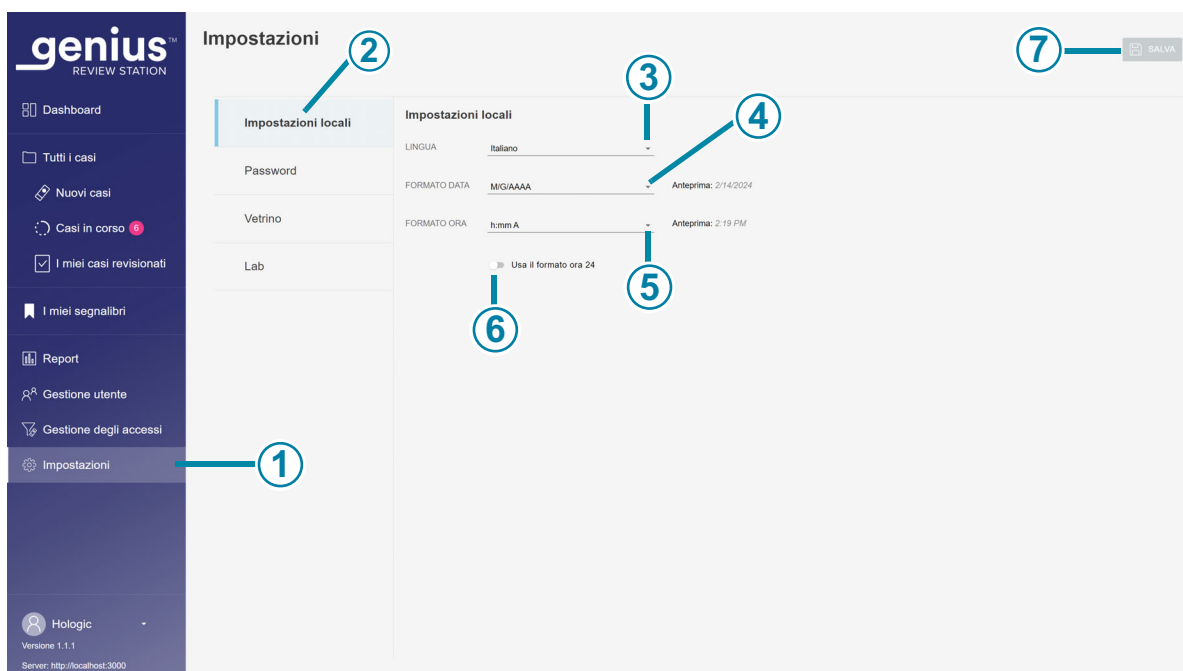 genius™
REVIEW STATION
Dashboard
Tutti i casi
Nuovi casi
Casi in corso 6
I miei casi revisionati
I miei segnalibri
Report
Gestione utente
Gestione degli accessi
Impostazioni
Hologic
Versione 1.1.1
Server: http://localhost:3000
Impostazioni
SALVA
Impostazioni locali
Password
Vetrino
Lab
Impostazioni locali
LINGUA Italiano
FORMATO DATA M/G/AAAA Anteprima: 2/14/2024
FORMATO ORA h:mm A Anteprima: 2:19 PM
Usa il formato ora 24
1
2
3
4
5
6
7